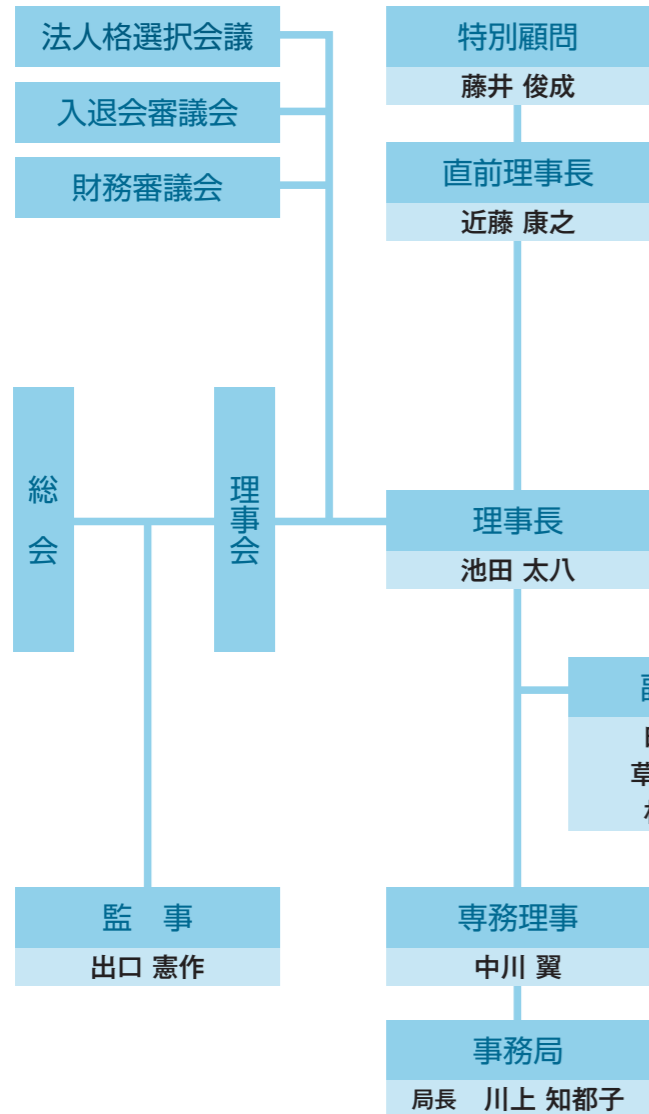 法人格選択会議
入退会審議会
財務審議会
特別顧問
藤井 俊成
直前理事長
近藤 康之
総会
理事会
理事長
池田 太八
監　事
出口 憲作
専務理事
中川 翼
事務局
局長　川上 知都子